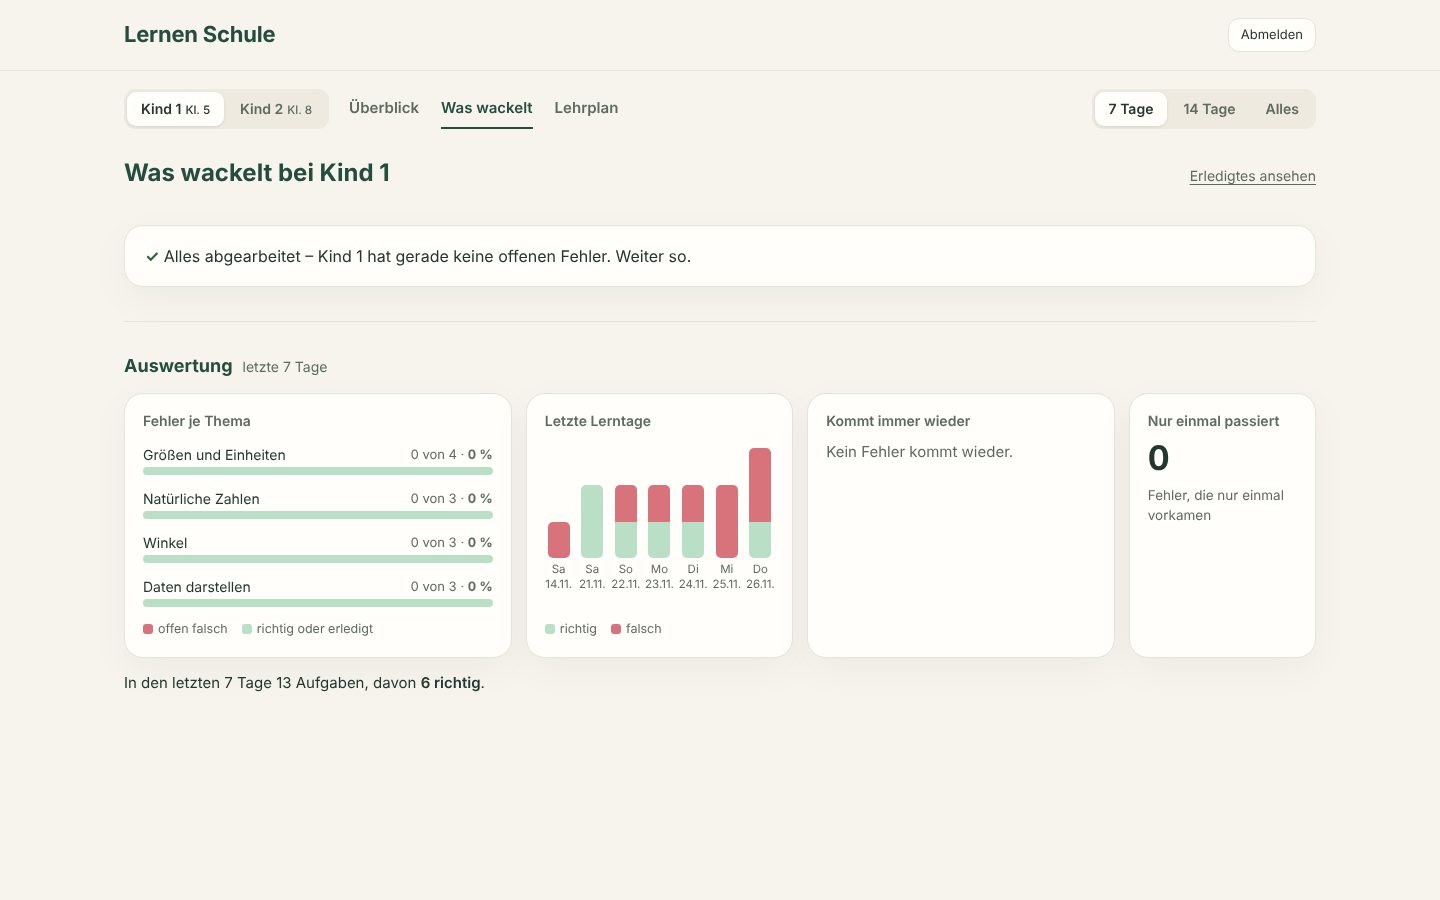 Lernen Schule
Abmelden
Kind 1 Kl. 5
Kind 2 Kl. 8
Überblick
Was wackelt
Lehrplan
7 Tage
14 Tage
Alles
Was wackelt bei Kind 1
Erledigtes ansehen
✓ Alles abgearbeitet – Kind 1 hat gerade keine offenen Fehler. Weiter so.
Auswertung letzte 7 Tage
Fehler je Thema
Größen und Einheiten 0 von 4 · 0 %
Natürliche Zahlen 0 von 3 · 0 %
Winkel 0 von 3 · 0 %
Daten darstellen 0 von 3 · 0 %
offen falsch richtig oder erledigt
Letzte Lerntage
Sa Sa So Mo Di Mi Do
14.11. 21.11. 22.11. 23.11. 24.11. 25.11. 26.11.
richtig falsch
Kommt immer wieder
Kein Fehler kommt wieder.
Nur einmal passiert
0
Fehler, die nur einmal
vorkamen
In den letzten 7 Tage 13 Aufgaben, davon 6 richtig.